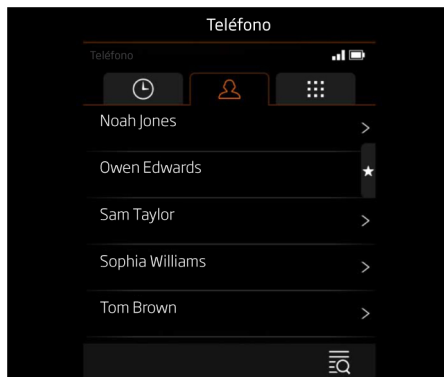 Teléfono
Teléfono
Noah Jones
Owen Edwards
Sam Taylor
Sophia Williams
Tom Brown